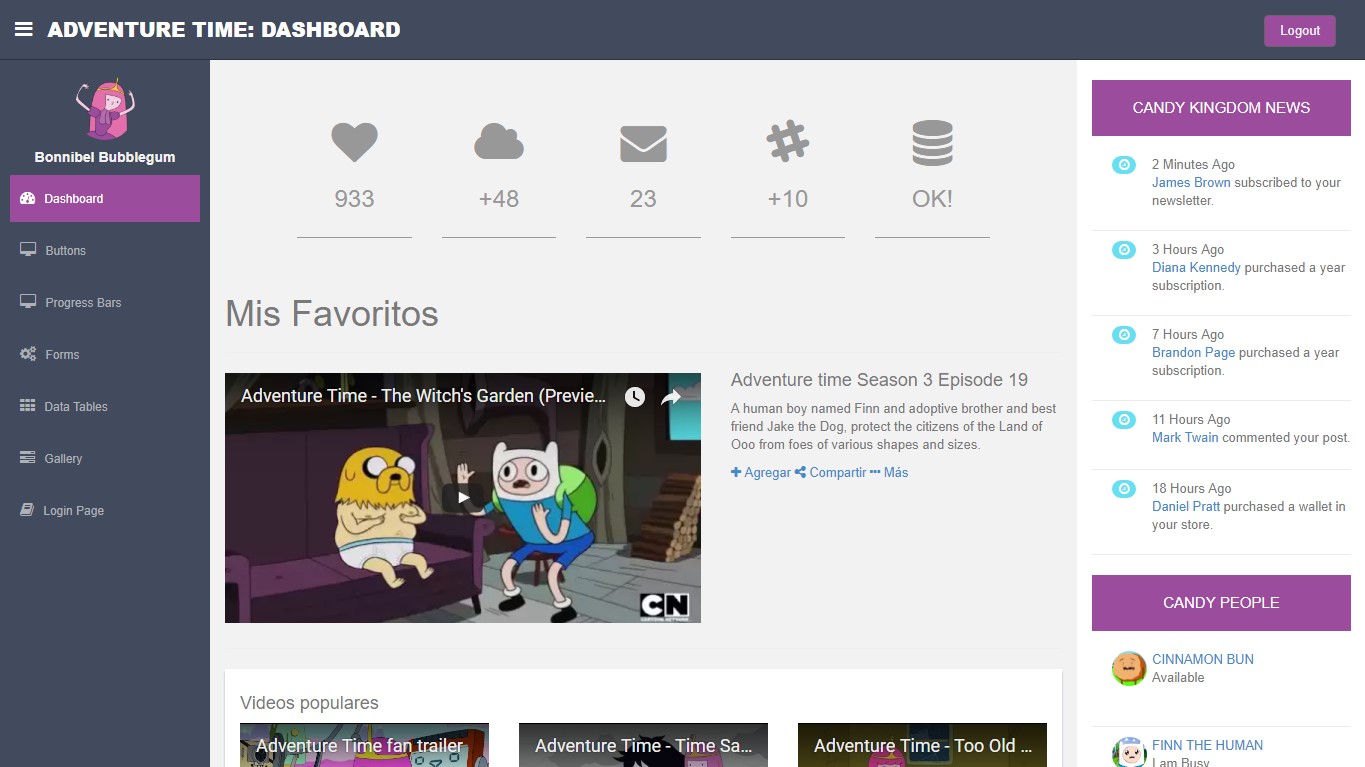 ADVENTURE TIME: DASHBOARD
Logout
Bonnibel Bubblegum
Dashboard
Buttons
Progress Bars
Forms
Data Tables
Gallery
Login Page
933
+48
23
+10
OK!
Mis Favoritos
Adventure Time - The Witch's Garden (Previe...
CN
CARTOON NETWORK
Adventure time Season 3 Episode 19
A human boy named Finn and adoptive brother and best
friend Jake the Dog, protect the citizens of the Land of
Ooo from foes of various shapes and sizes.
Agregar Compartir Más
Videos populares
Adventure Time fan trailer
Adventure Time - Time Sa...
Adventure Time - Too Old ...
CANDY KINGDOM NEWS
2 Minutes Ago
James Brown subscribed to your
newsletter.
3 Hours Ago
Diana Kennedy purchased a year
subscription.
7 Hours Ago
Brandon Page purchased a year
subscription.
11 Hours Ago
Mark Twain commented your post.
18 Hours Ago
Daniel Pratt purchased a wallet in
your store.
CANDY PEOPLE
CINNAMON BUN
Available
FINN THE HUMAN
I am Busy